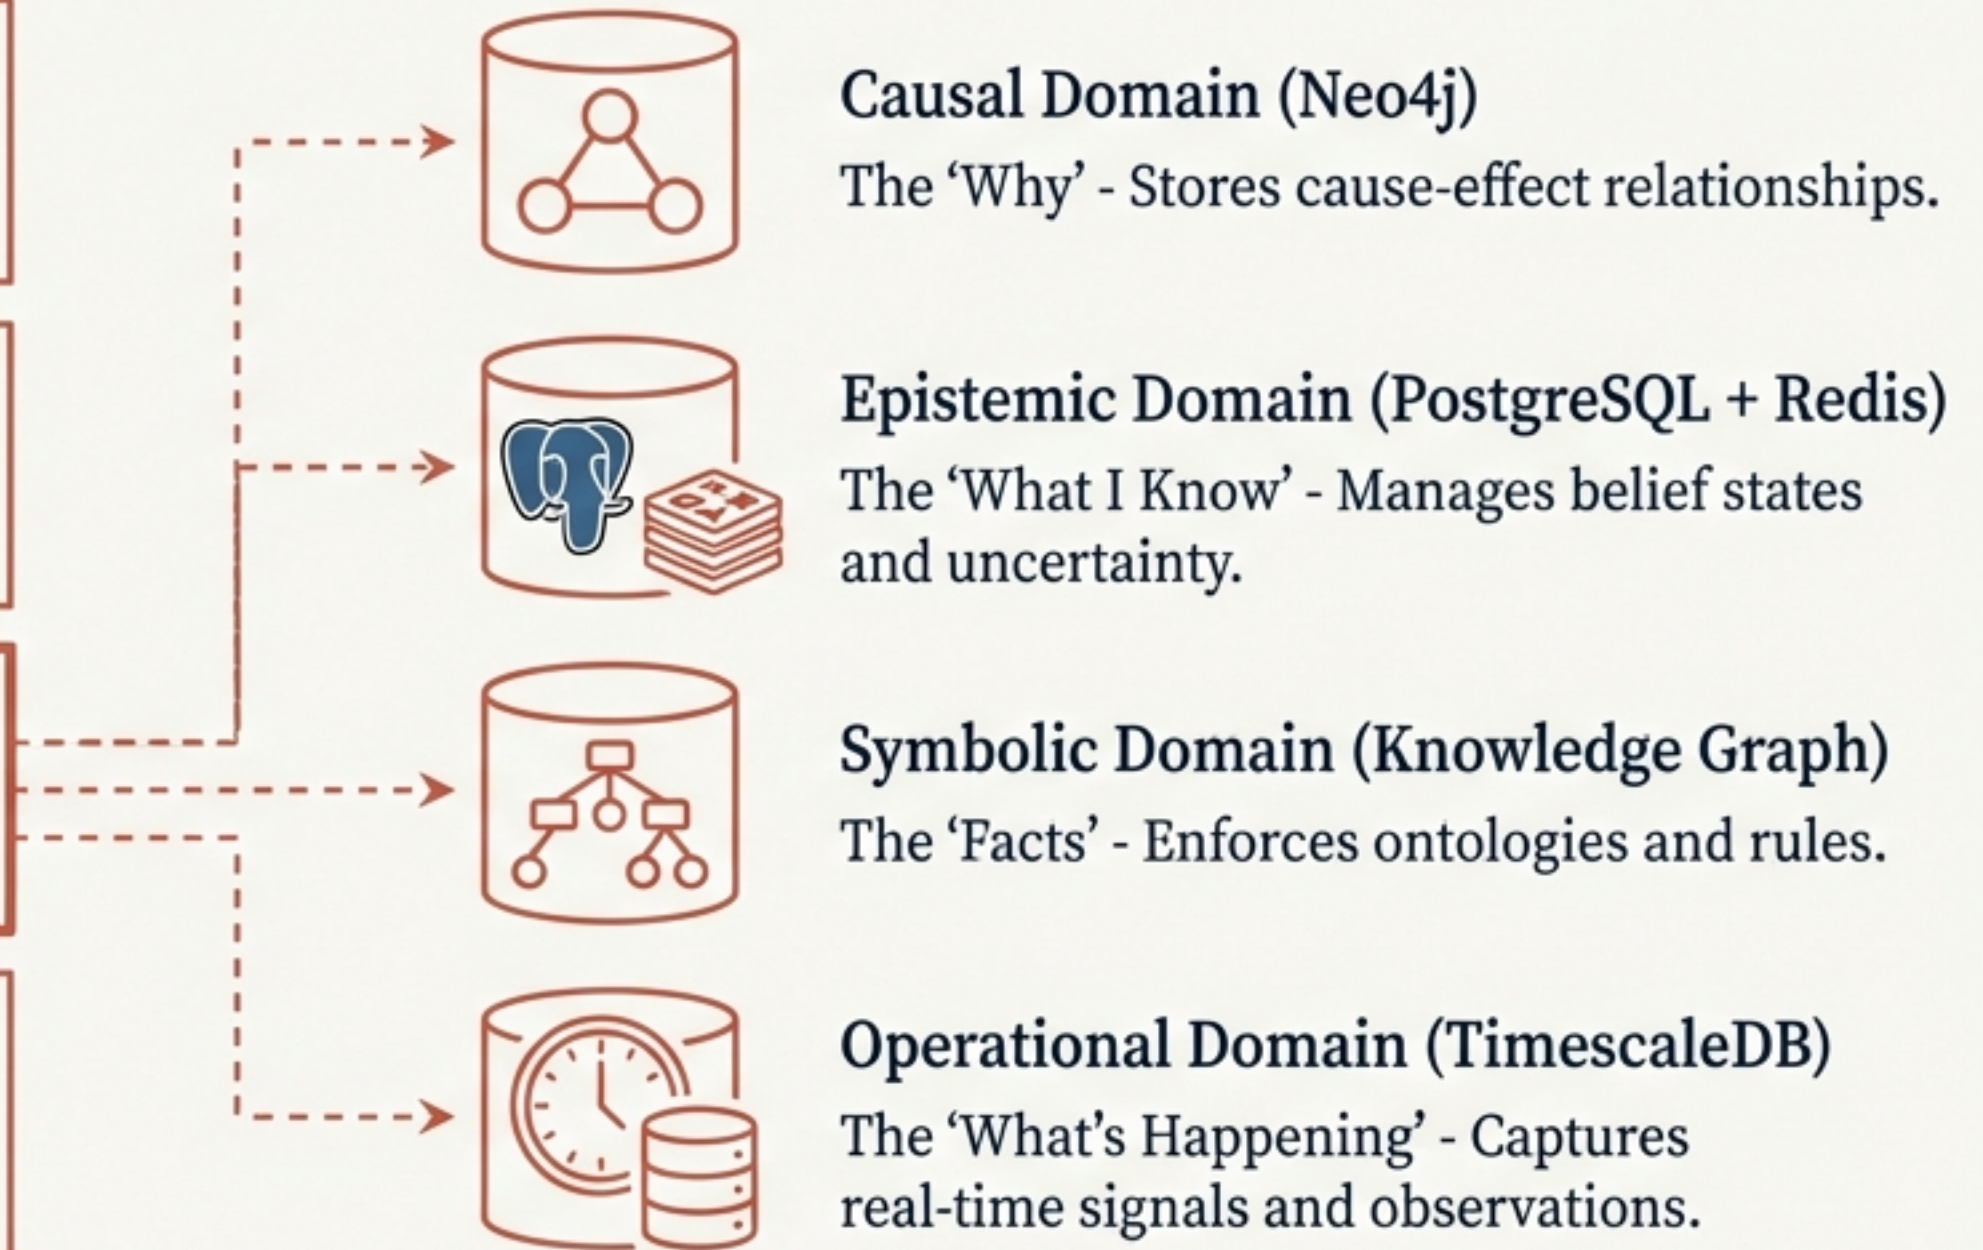 Causal Domain (Neo4j)
The ‘Why’ - Stores cause-effect relationships.
Epistemic Domain (PostgreSQL + Redis)
The ‘What I Know’ - Manages belief states
and uncertainty.
Symbolic Domain (Knowledge Graph)
The ‘Facts’ - Enforces ontologies and rules.
Operational Domain (TimescaleDB)
The ‘What’s Happening’ - Captures
real-time signals and observations.